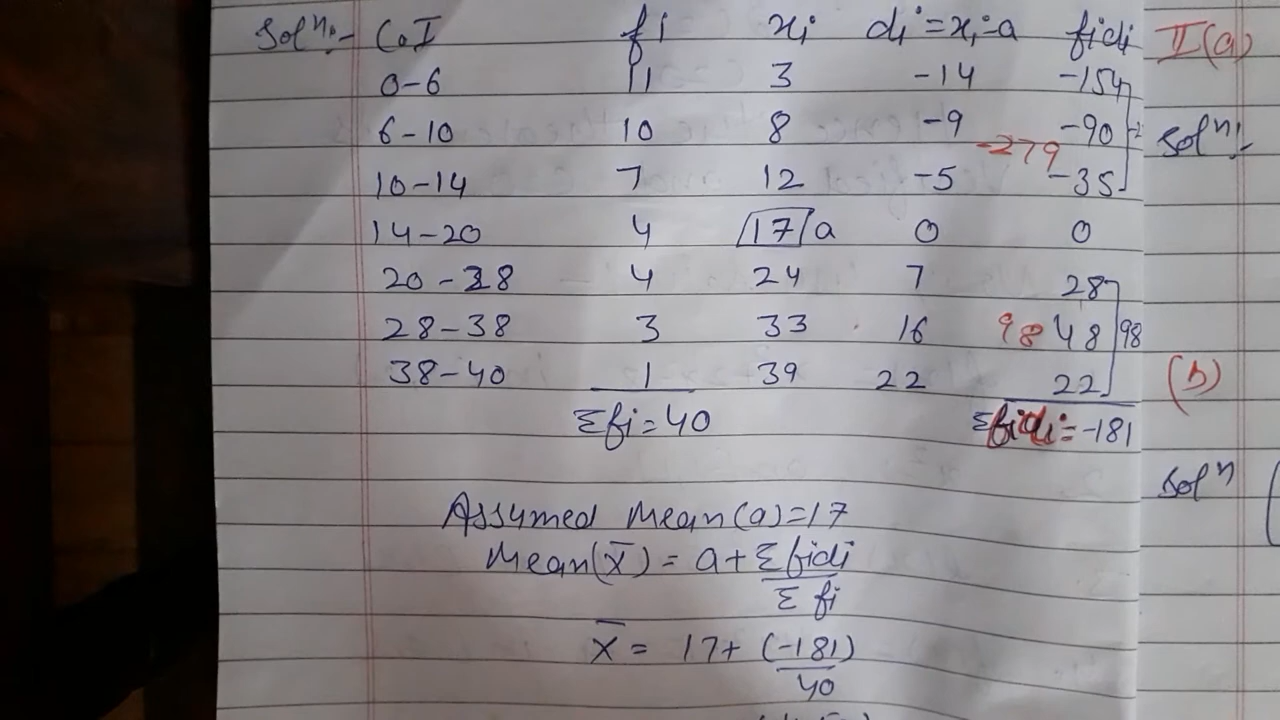 Solⁿ:- C.I fi xi di = xi - a fidi II(a)
0-6 11 3 -14 -154
6-10 10 8 -9 -90 Solⁿ:-
-279
10-14 7 12 -5 -35
14-20 4 17 a 0 0
20-28 4 24 7 28
28-38 3 33 16 98 48 98
38-40 1 39 22 22 (b)
Σfi = 40 Σfidi = -181
Solⁿ
Assumed Mean(a) = 17
Mean(x̄) = a + Σfidi
Σfi
X̄ = 17 + (-181)
40